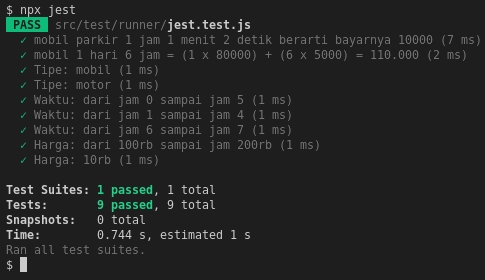 $ npx jest
PASS src/test/runner/jest.test.js
✓ mobil parkir 1 jam 1 menit 2 detik berarti bayarnya 10000 (7 ms)
✓ mobil 1 hari 6 jam = (1 x 80000) + (6 x 5000) = 110.000 (2 ms)
✓ Tipe: mobil (1 ms)
✓ Tipe: motor (1 ms)
✓ Waktu: dari jam 0 sampai jam 5 (1 ms)
✓ Waktu: dari jam 1 sampai jam 4 (1 ms)
✓ Waktu: dari jam 6 sampai jam 7 (1 ms)
✓ Harga: dari 100rb sampai jam 200rb (1 ms)
✓ Harga: 10rb (1 ms)
Test Suites: 1 passed, 1 total
Tests: 9 passed, 9 total
Snapshots: 0 total
Time: 0.744 s, estimated 1 s
Ran all test suites.
$